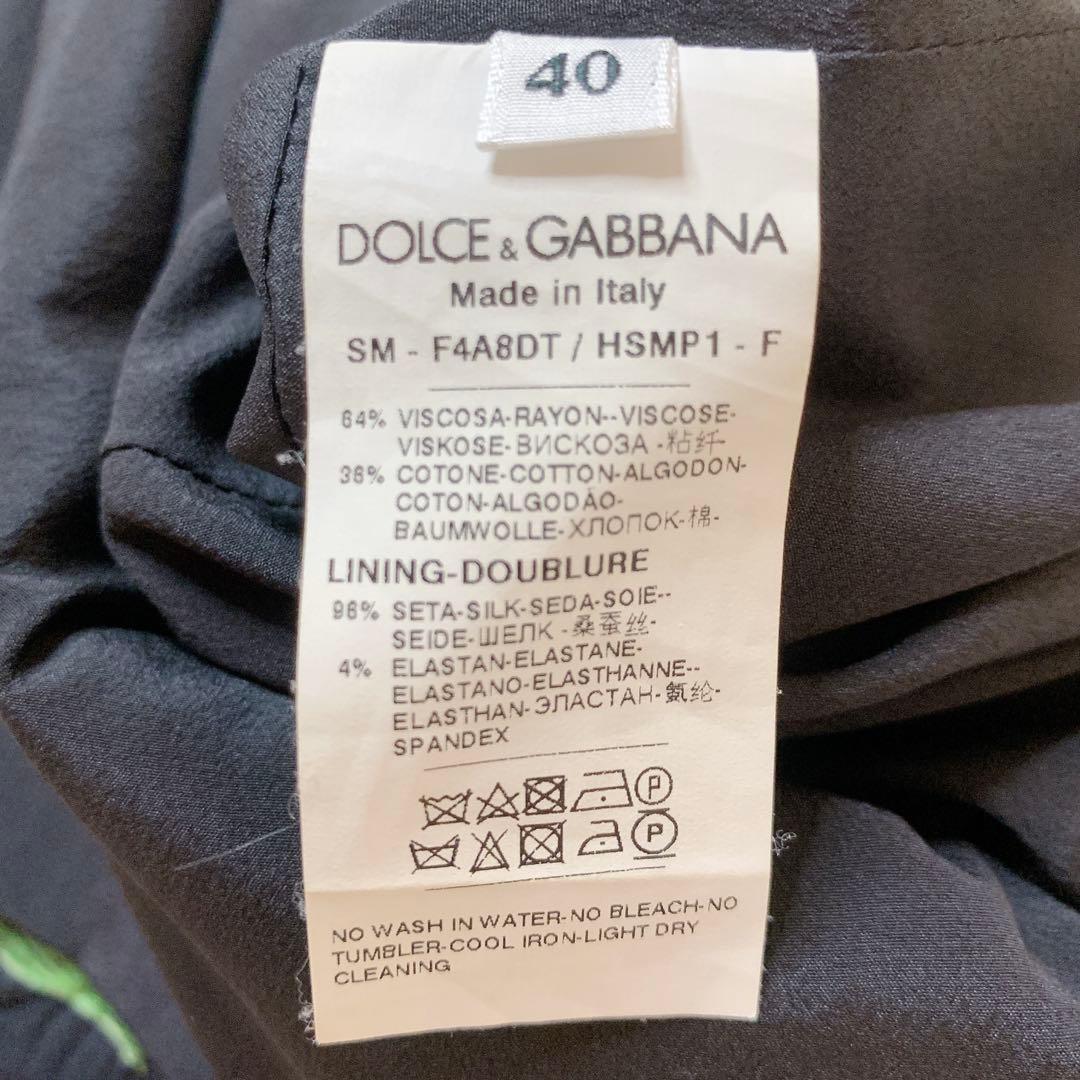 40
DOLCE & GABBANA
Made in Italy
SM - F4A8DT / HSMP1 - F
64% VISCOSA-RAYON--VISCOSE-
VISKOSE-ВИСКОЗА -粘纤-
36% COTONE-COTTON-ALGODON-
COTON-ALGODÃO-
BAUMWOLLE-ХЛОПОК-棉-
LINING-DOUBLURE
96% SETA-SILK-SEDA-SOIE--
SEIDE-ШЕЛК -桑蚕丝-
4% ELASTAN-ELASTANE-
ELASTANO-ELASTHANNE--
ELASTHAN-ЭЛАСТАН-氨纶-
SPANDEX
P
P
NO WASH IN WATER-NO BLEACH-NO
TUMBLER-COOL IRON-LIGHT DRY
CLEANING